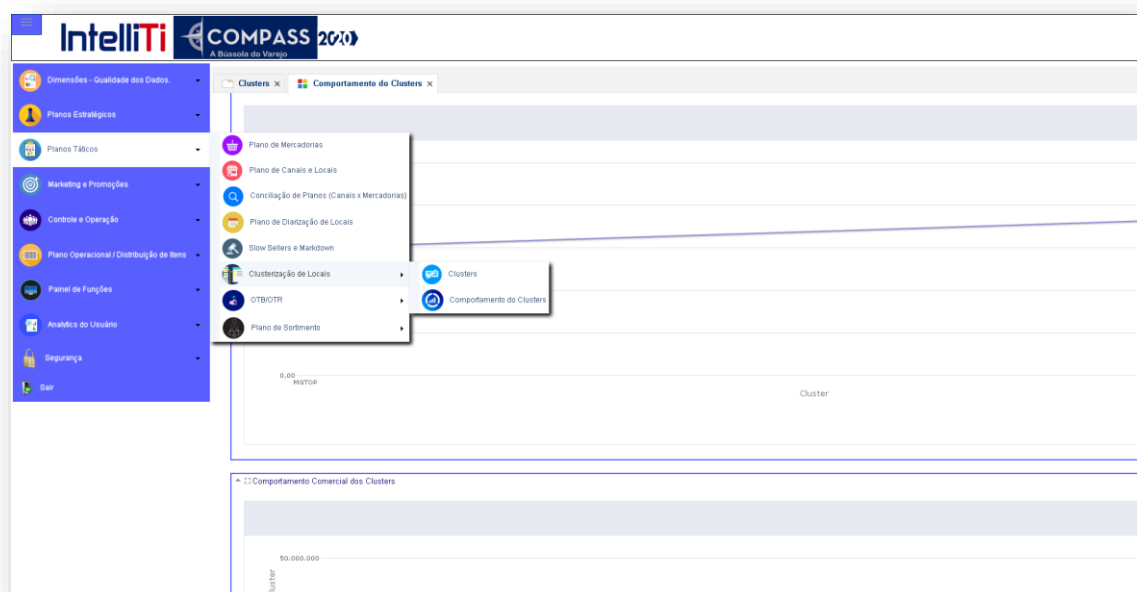 IntelliTi
COMPASS 2020
A Bússola do Varejo
Dimensões - Qualidade dos Dados.
Planos Estratégicos
Planos Táticos
Marketing e Promoções
Controle e Operação
Plano Operacional / Distribuição de Itens
Painel de Funções
Analytics do Usuário
Segurança
Sair
Clusters ×
Comportamento do Clusters ×
Plano de Mercadorias
Plano de Canais e Locais
Conciliação de Planos (Canais x Mercadorias)
Plano de Diarização de Locais
Slow Sellers e Markdown
Clusterização de Locais
OTB/OTR
Plano de Sortimento
Clusters
Comportamento do Clusters
0,00
MGTOP
Cluster
Comportamento Comercial dos Clusters
50.000.000